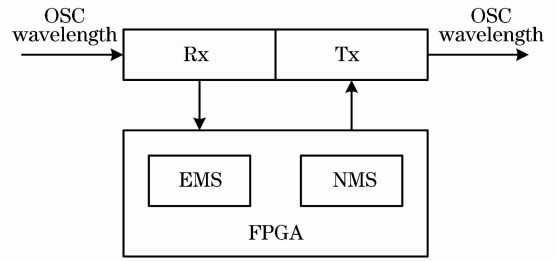 OSC
wavelength
OSC
wavelength
Rx
Tx
EMS
NMS
FPGA